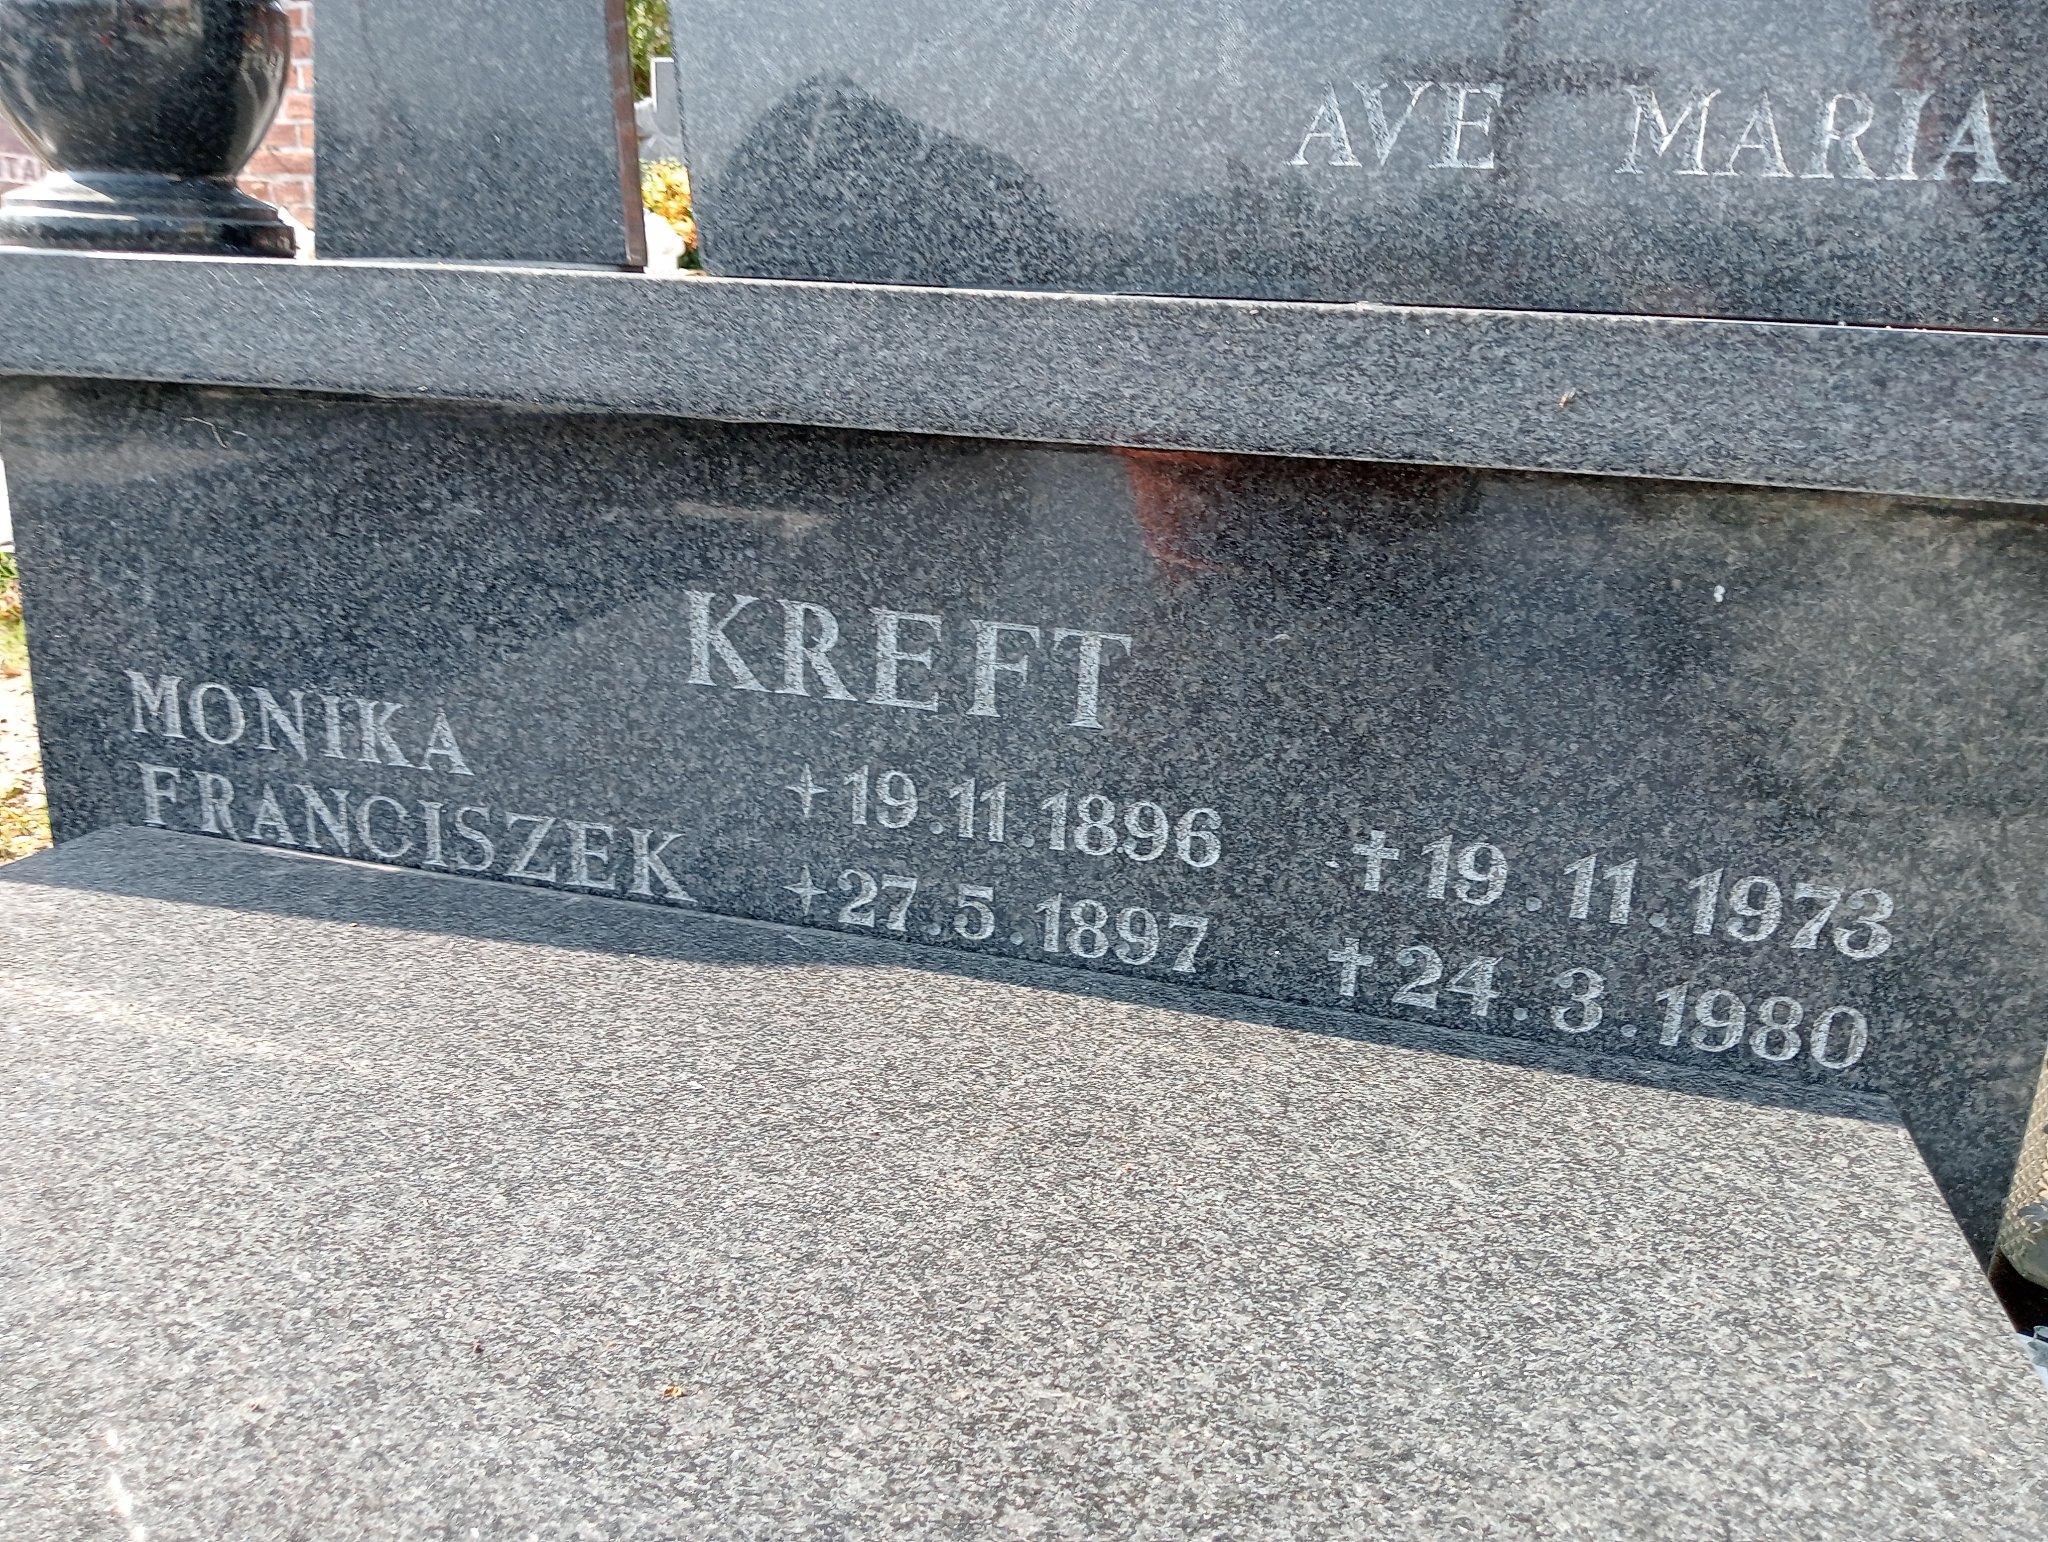 AVE MARIA
KREFT
MONIKA +19.11.1896 ✝19.11.1973
FRANCISZEK +27.5.1897 ✝24.3.1980